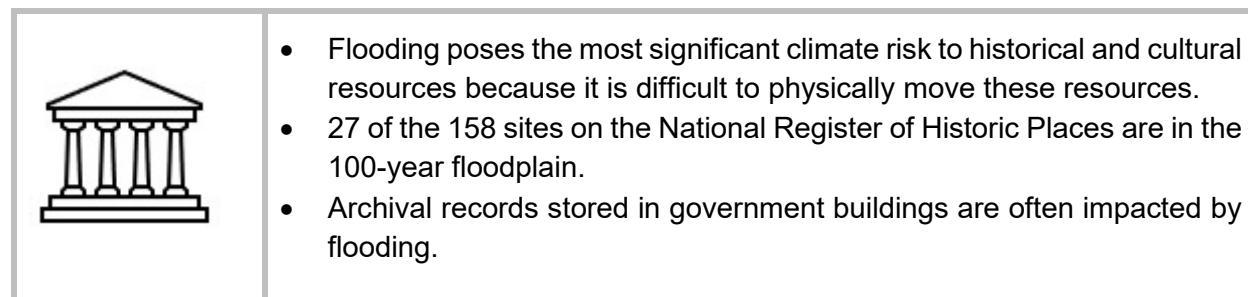 • Flooding poses the most significant climate risk to historical and cultural
resources because it is difficult to physically move these resources.
• 27 of the 158 sites on the National Register of Historic Places are in the
100-year floodplain.
• Archival records stored in government buildings are often impacted by
flooding.